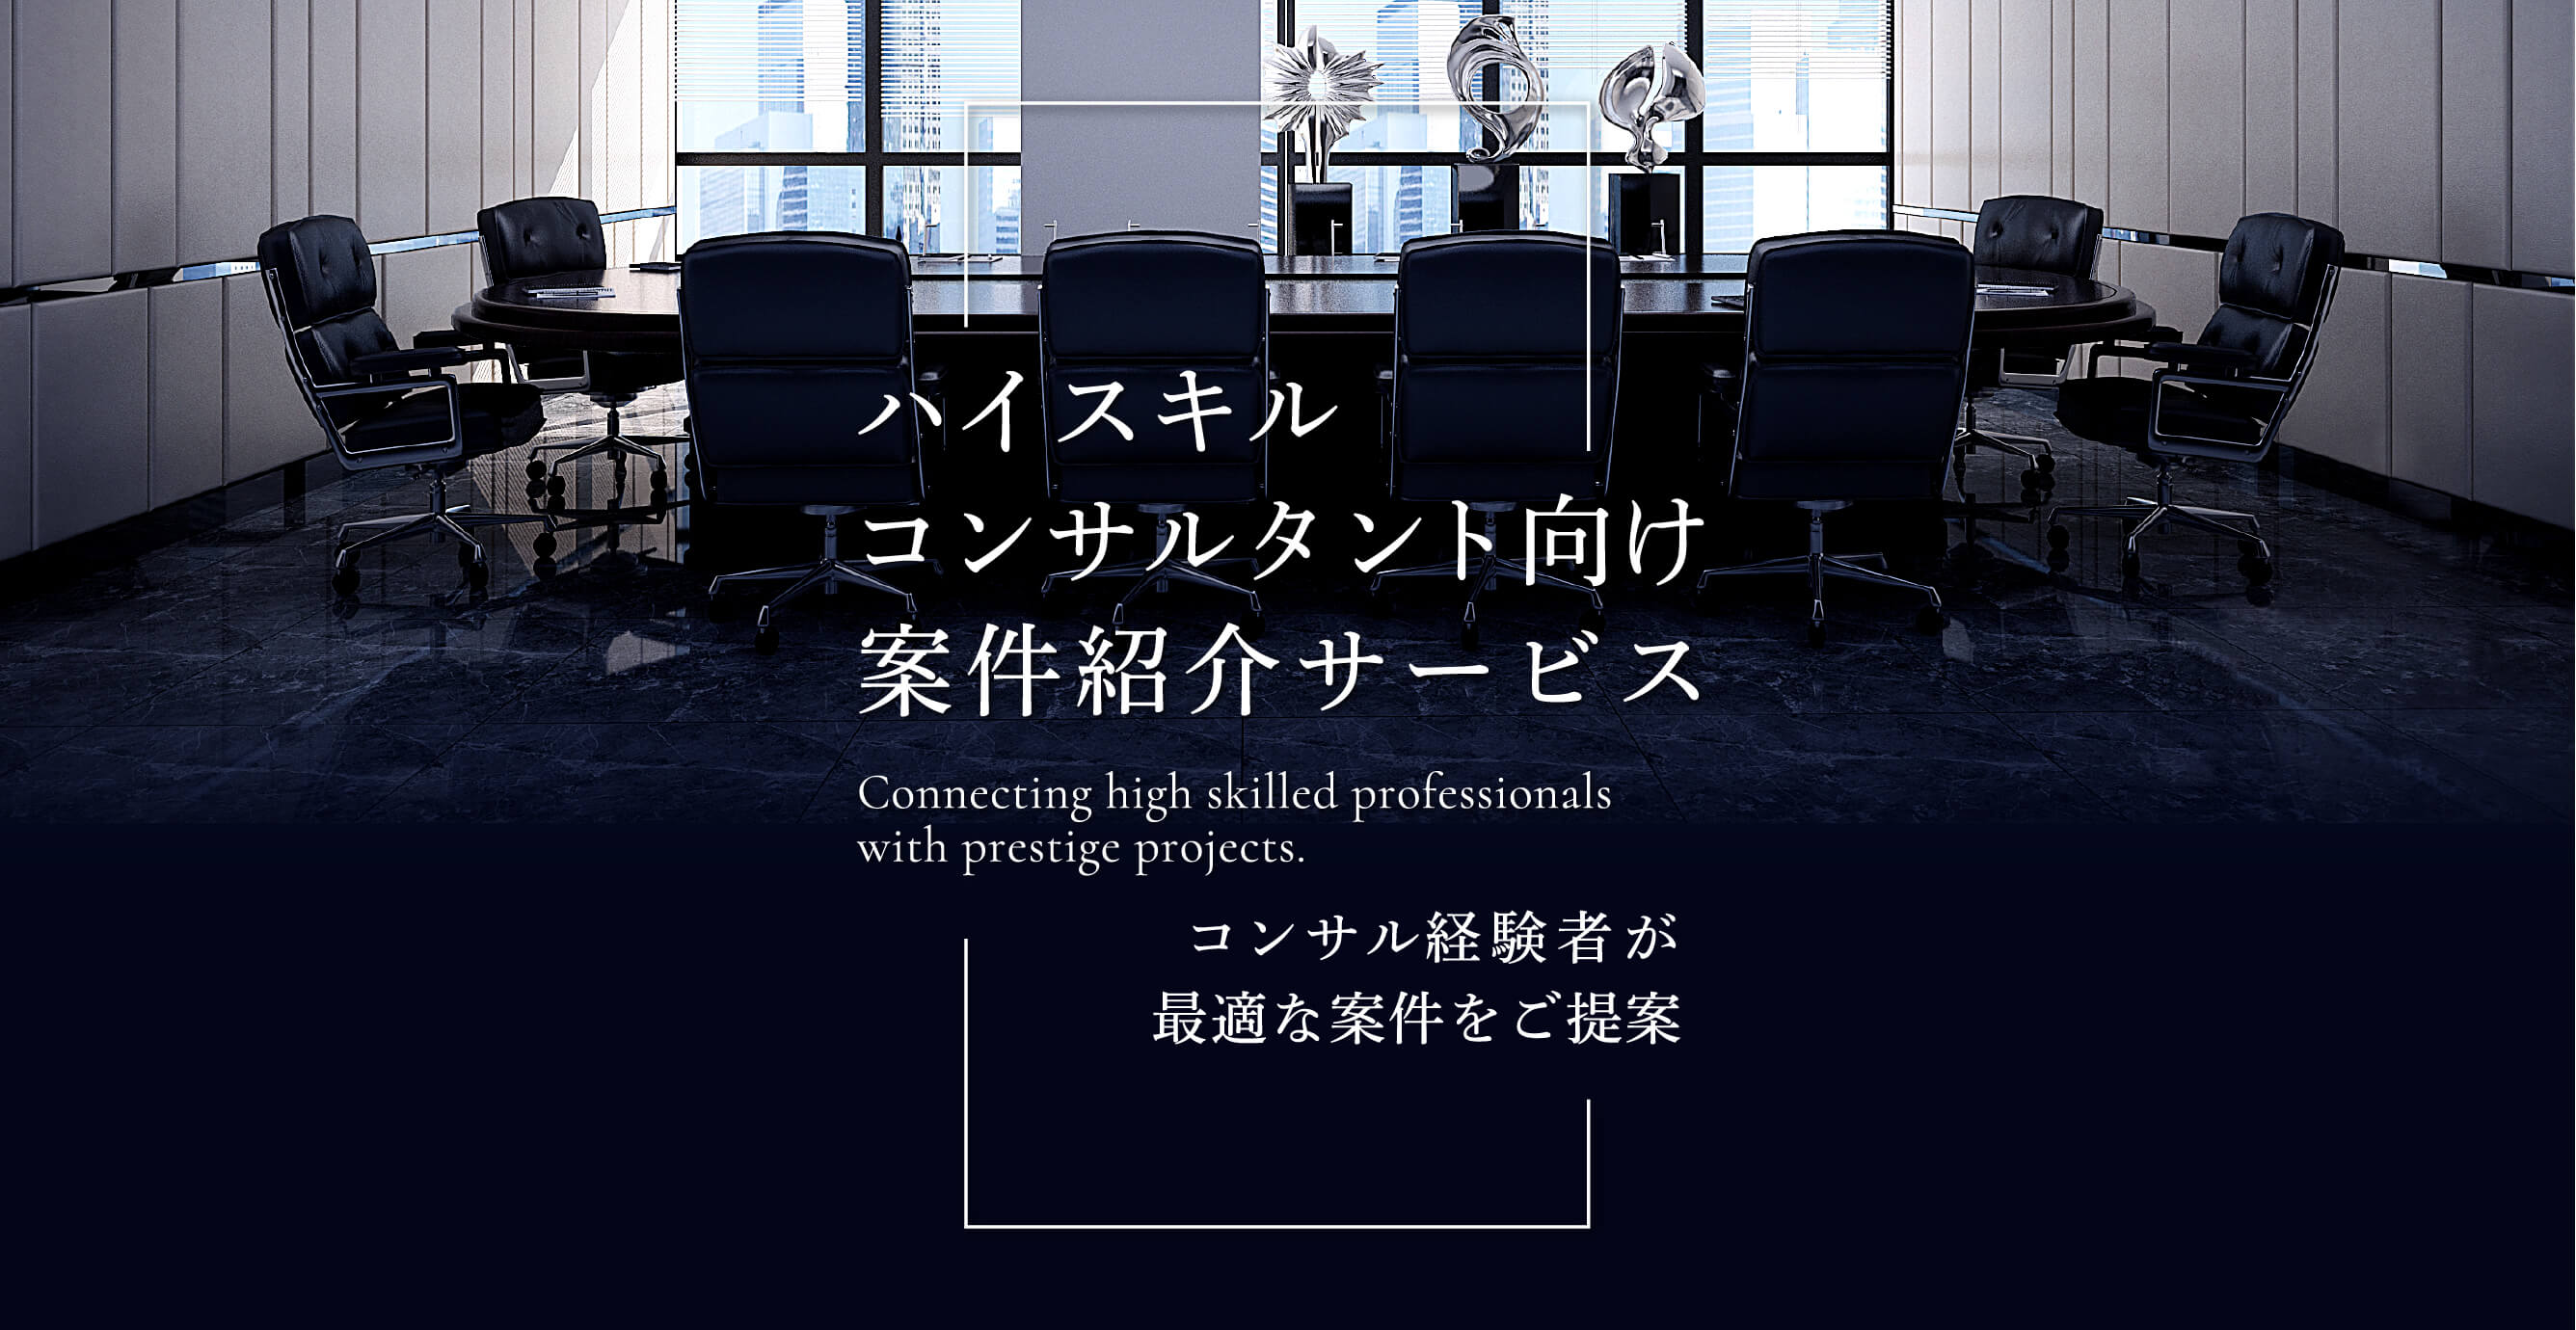 ハイスキル
コンサルタント向け
案件紹介サービス
Connecting high skilled professionals
with prestige projects.
コンサル経験者が
最適な案件をご提案